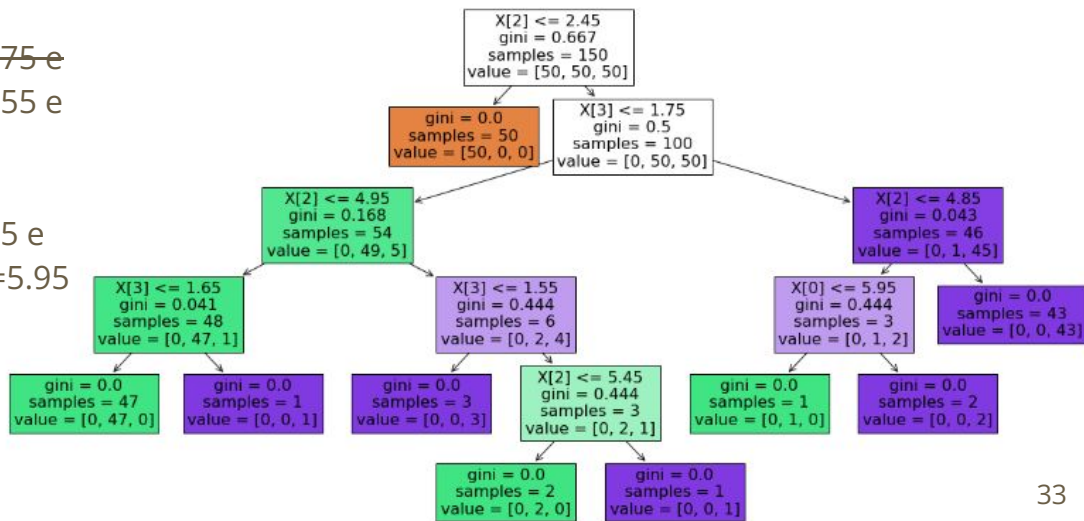 75 e
55 e
5 e
=5.95
X[2] <= 2.45
gini = 0.667
samples = 150
value = [50, 50, 50]
gini = 0.0
samples = 50
value = [50, 0, 0]
X[3] <= 1.75
gini = 0.5
samples = 100
value = [0, 50, 50]
X[2] <= 4.95
gini = 0.168
samples = 54
value = [0, 49, 5]
X[2] <= 4.85
gini = 0.043
samples = 46
value = [0, 1, 45]
X[3] <= 1.65
gini = 0.041
samples = 48
value = [0, 47, 1]
X[3] <= 1.55
gini = 0.444
samples = 6
value = [0, 2, 4]
X[0] <= 5.95
gini = 0.444
samples = 3
value = [0, 1, 2]
gini = 0.0
samples = 43
value = [0, 0, 43]
gini = 0.0
samples = 47
value = [0, 47, 0]
gini = 0.0
samples = 1
value = [0, 0, 1]
gini = 0.0
samples = 3
value = [0, 0, 3]
X[2] <= 5.45
gini = 0.444
samples = 3
value = [0, 2, 1]
gini = 0.0
samples = 1
value = [0, 1, 0]
gini = 0.0
samples = 2
value = [0, 0, 2]
gini = 0.0
samples = 2
value = [0, 2, 0]
gini = 0.0
samples = 1
value = [0, 0, 1]
33